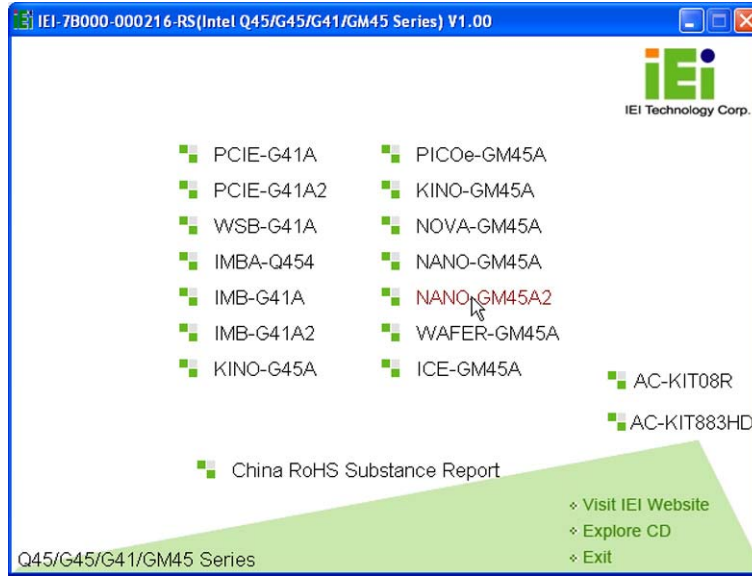 IEI-7B000-000216-RS(Intel Q45/G45/G41/GM45 Series) V1.00
iEi
IEI Technology Corp.
PCIE-G41A
PCIE-G41A2
WSB-G41A
IMBA-Q454
IMB-G41A
IMB-G41A2
KINO-G45A
PICOe-GM45A
KINO-GM45A
NOVA-GM45A
NANO-GM45A
NANO-GM45A2
WAFER-GM45A
ICE-GM45A
AC-KIT08R
AC-KIT883HD
China RoHS Substance Report
Visit IEI Website
Explore CD
Exit
Q45/G45/G41/GM45 Series